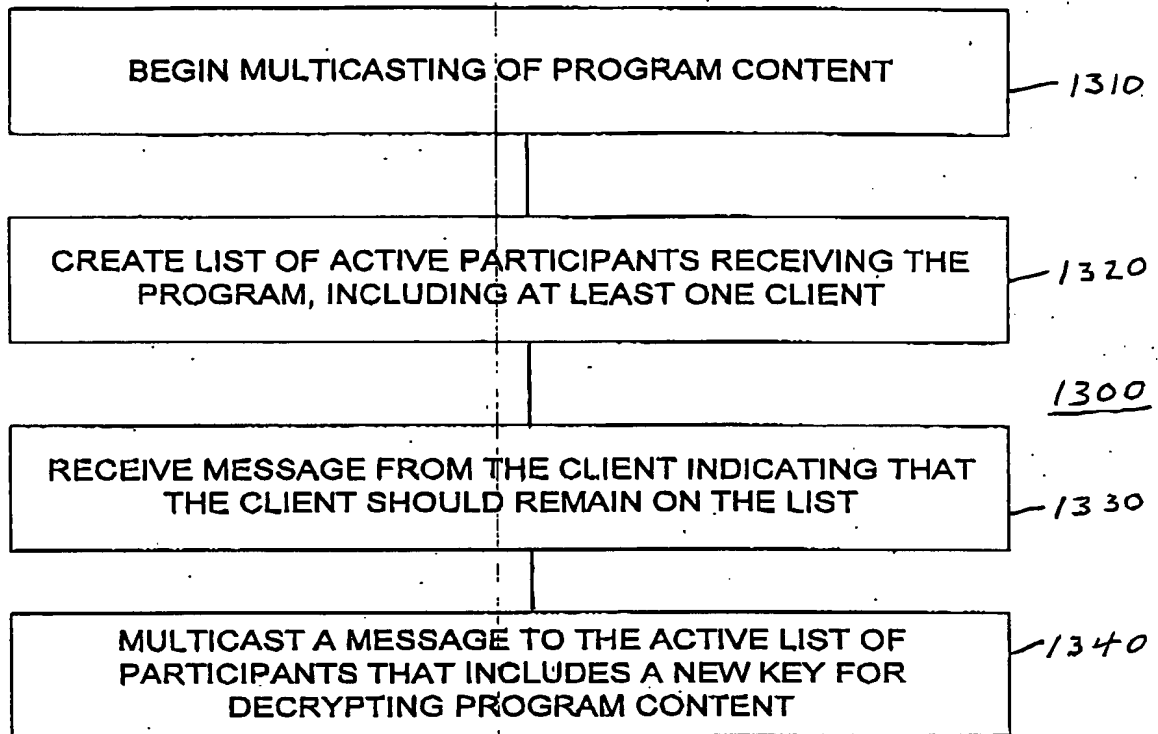 BEGIN MULTICASTING OF PROGRAM CONTENT
1310
CREATE LIST OF ACTIVE PARTICIPANTS RECEIVING THE
PROGRAM, INCLUDING AT LEAST ONE CLIENT
1320
1300
RECEIVE MESSAGE FROM THE CLIENT INDICATING THAT
THE CLIENT SHOULD REMAIN ON THE LIST
1330
MULTICAST A MESSAGE TO THE ACTIVE LIST OF
PARTICIPANTS THAT INCLUDES A NEW KEY FOR
DECRYPTING PROGRAM CONTENT
1340